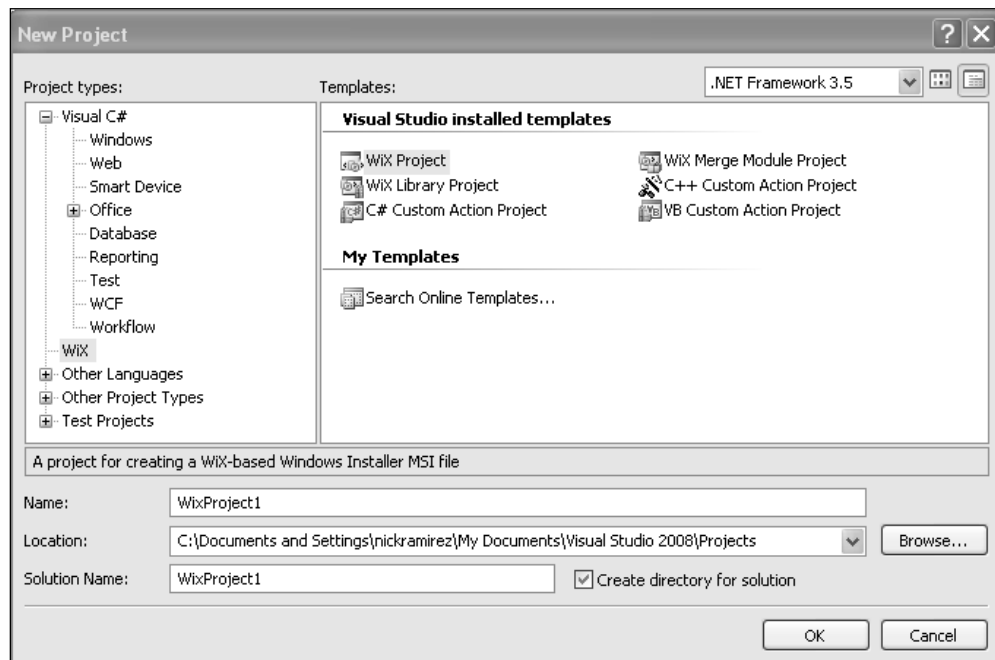 New Project
Project types:
Templates:
.NET Framework 3.5
Visual C#
Windows
Web
Smart Device
Office
Database
Reporting
Test
WCF
Workflow
WiX
Other Languages
Other Project Types
Test Projects
Visual Studio installed templates
WiX Project
WiX Merge Module Project
WiX Library Project
C++ Custom Action Project
C# Custom Action Project
VB Custom Action Project
My Templates
Search Online Templates...
A project for creating a WiX-based Windows Installer MSI file
Name:
WixProject1
Location:
C:\Documents and Settings\nickramirez\My Documents\Visual Studio 2008\Projects
Browse...
Solution Name:
WixProject1
Create directory for solution
OK
Cancel